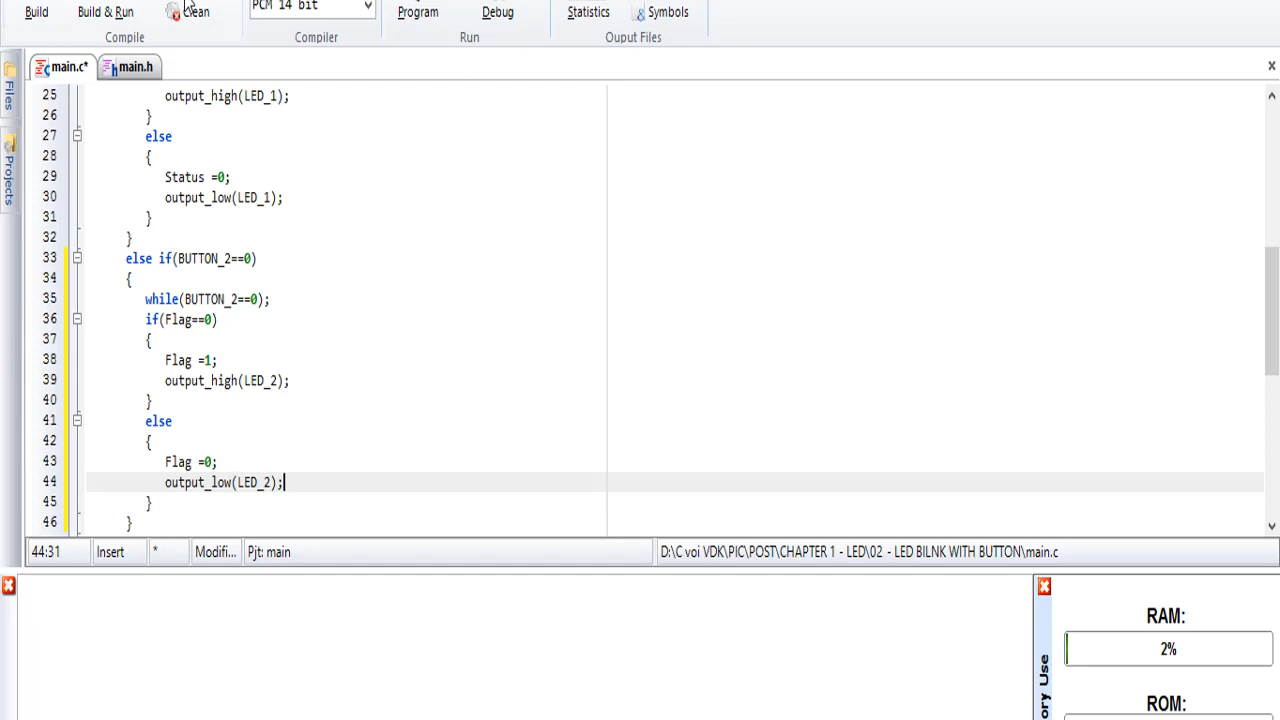 Build Build & Run Clean PCM 14 bit Program Debug Statistics Symbols
Compile Compiler Run Ouput Files
main.c* main.h
Files
Projects
25 output_high(LED_1);
26 }
27 else
28 {
29 Status =0;
30 output_low(LED_1);
31 }
32 }
33 else if(BUTTON_2==0)
34 {
35 while(BUTTON_2==0);
36 if(Flag==0)
37 {
38 Flag =1;
39 output_high(LED_2);
40 }
41 else
42 {
43 Flag =0;
44 output_low(LED_2);
45 }
46 }
44:31 Insert * Modifi... Pjt: main D:\C voi VDK\PIC\POST\CHAPTER 1 - LED\02 - LED BILNK WITH BUTTON\main.c
RAM:
2%
ory Use
ROM: